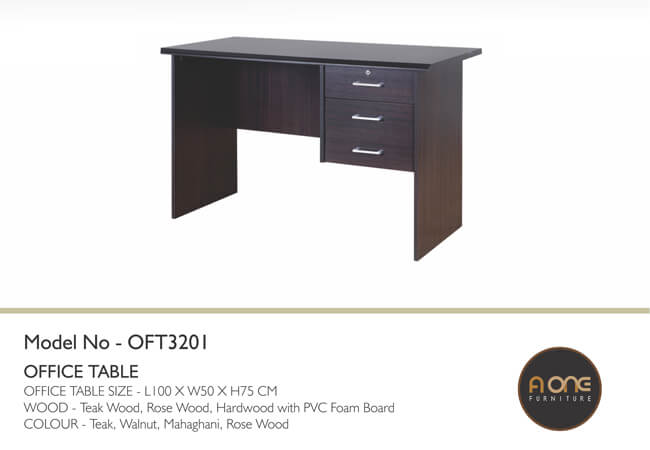 Model No - OFT3201
OFFICE TABLE
OFFICE TABLE SIZE - L100 X W50 X H75 CM
WOOD - Teak Wood, Rose Wood, Hardwood with PVC Foam Board
COLOUR - Teak, Walnut, Mahaghani, Rose Wood
A ONE
FURNITURE